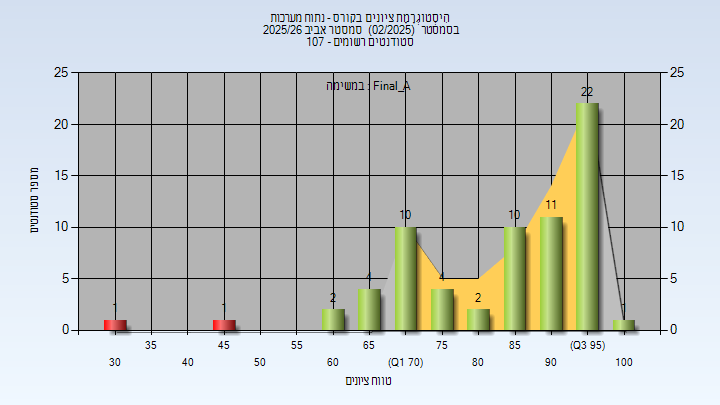 היסטוגרמת ציונים בקורס - נתוח מערכות
בסמסטר (02/2025) סמסטר אביב 2025/26
סטודנטים רשומים - 107
במשימה : Final_A
מספר סטודנטים
25 25
20 20
15 15
10 10
5 5
0 0
1 1 2 4 10 4 2 10 11 22 1
35 45 55 65 75 85 (Q3 95)
30 40 50 60 (Q1 70) 80 90 100
טווח ציונים